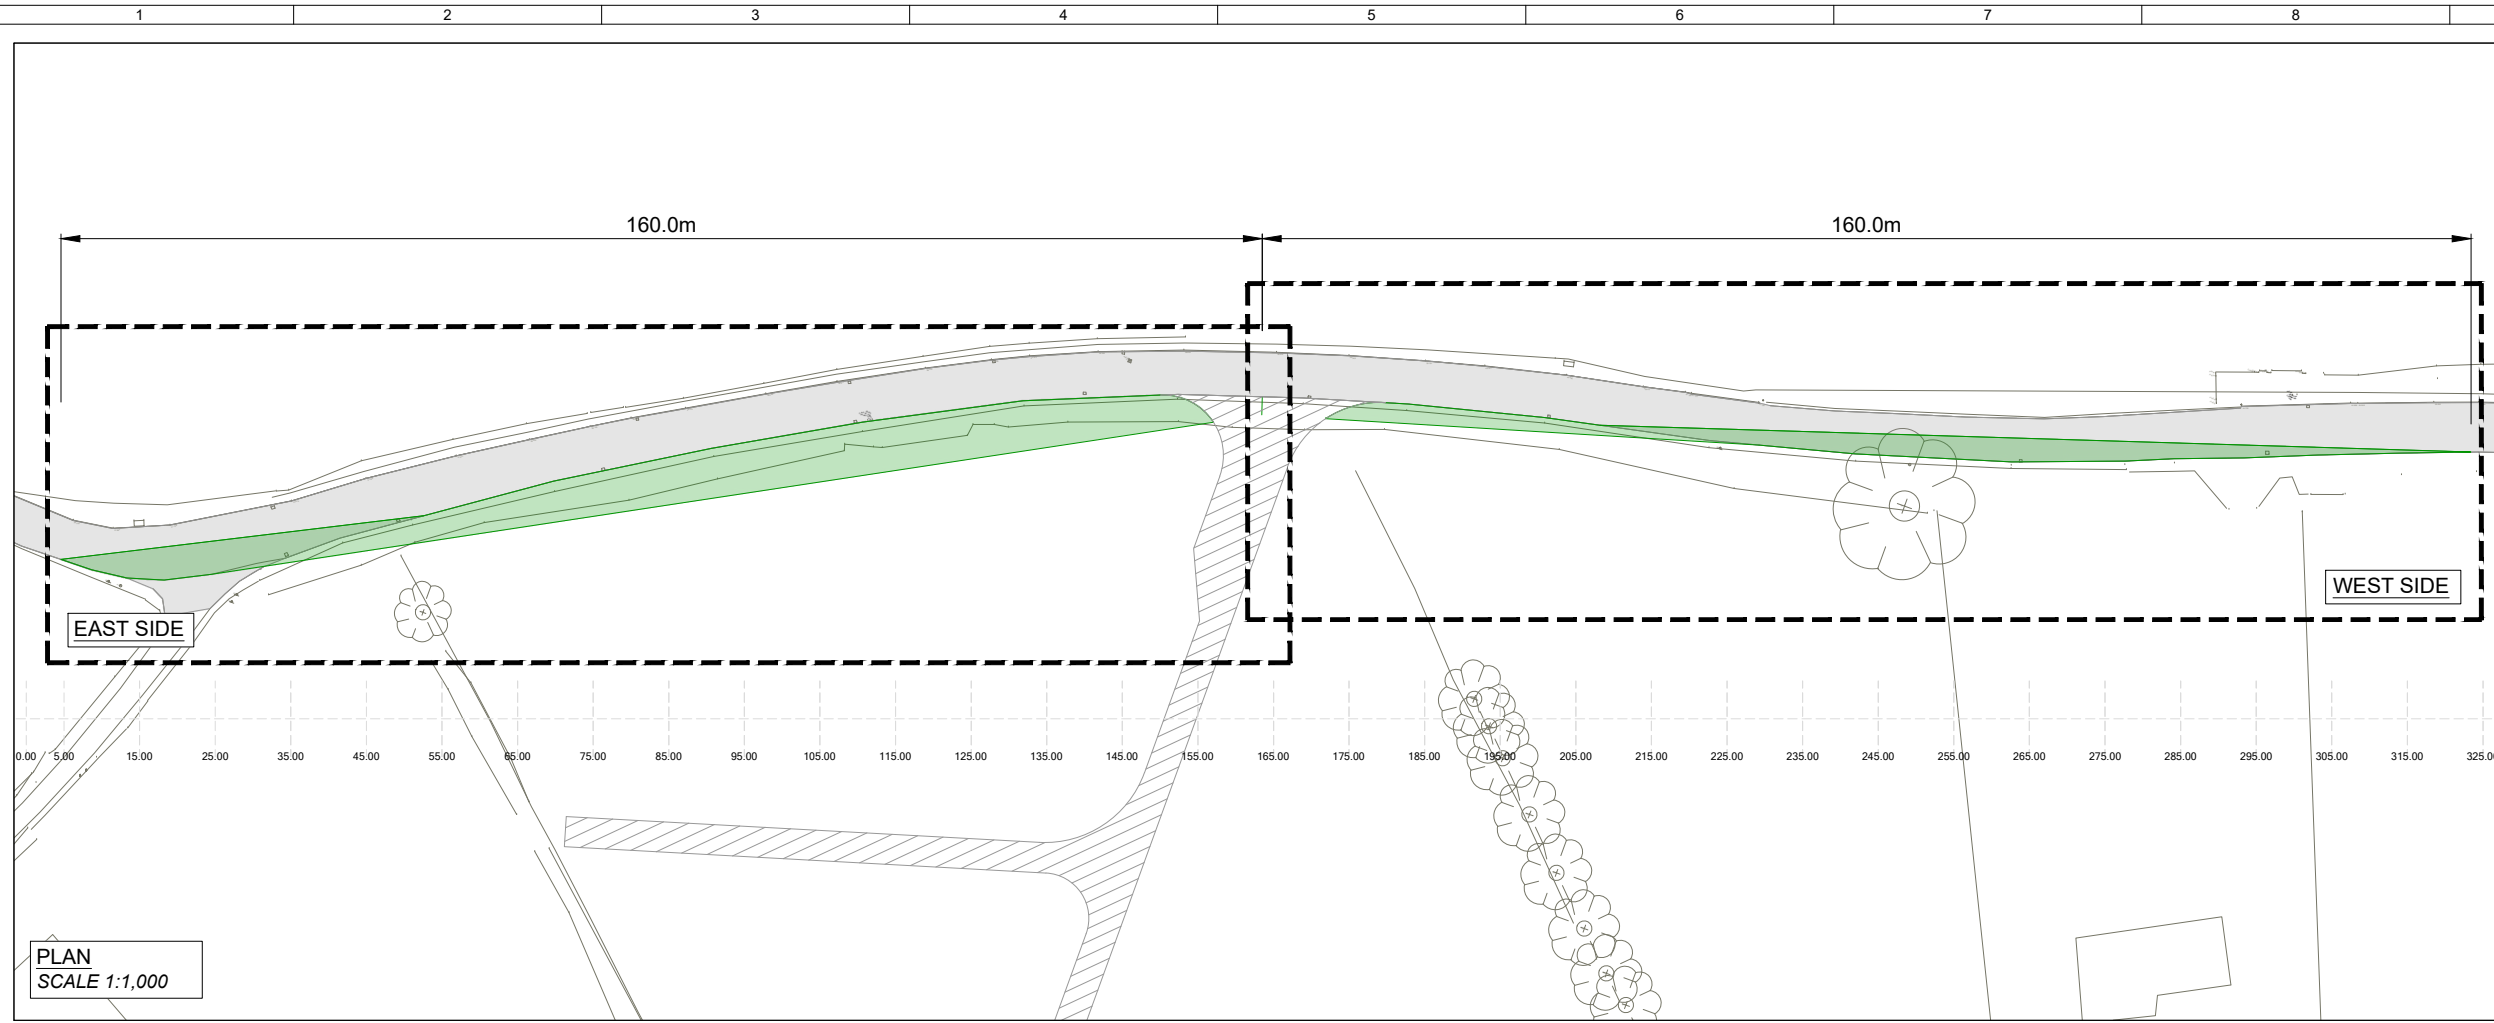 1 2 3 4 5 6 7 8
160.0m 160.0m
EAST SIDE
WEST SIDE
0.00 5.00 15.00 25.00 35.00 45.00 55.00 65.00 75.00 85.00 95.00 105.00 115.00 125.00 135.00 145.00 155.00 165.00 175.00 185.00 195.00 205.00 215.00 225.00 235.00 245.00 255.00 265.00 275.00 285.00 295.00 305.00 315.00 325.00
PLAN
SCALE 1:1,000